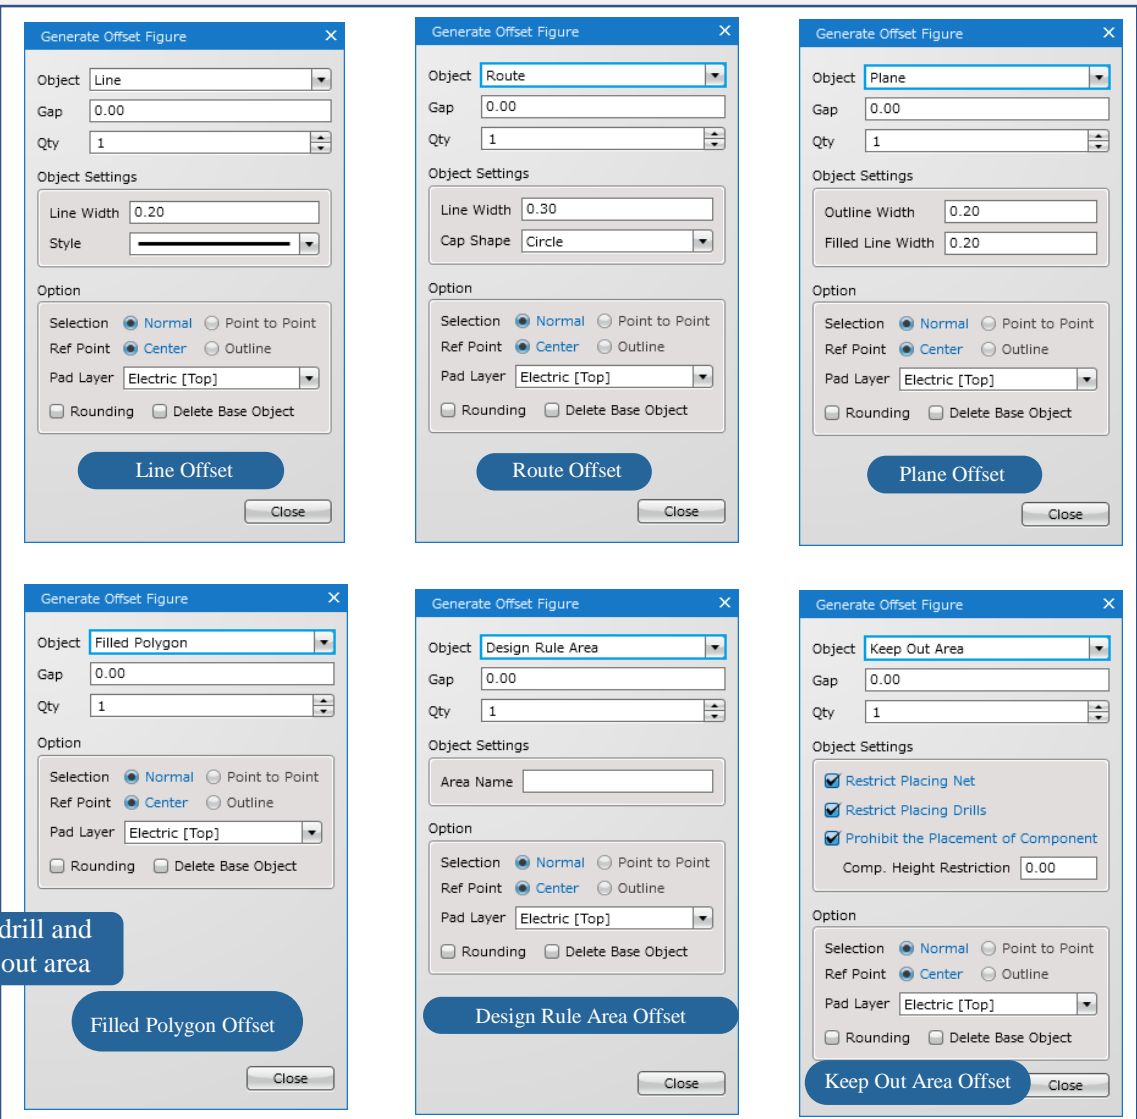 Generate Offset Figure
Object Line
Gap 0.00
Qty 1
Object Settings
Line Width 0.20
Style
Option
Selection Normal Point to Point
Ref Point Center Outline
Pad Layer Electric [Top]
Rounding Delete Base Object
Line Offset
Close
Generate Offset Figure
Object Route
Gap 0.00
Qty 1
Object Settings
Line Width 0.30
Cap Shape Circle
Option
Selection Normal Point to Point
Ref Point Center Outline
Pad Layer Electric [Top]
Rounding Delete Base Object
Route Offset
Close
Generate Offset Figure
Object Plane
Gap 0.00
Qty 1
Object Settings
Outline Width 0.20
Filled Line Width 0.20
Option
Selection Normal Point to Point
Ref Point Center Outline
Pad Layer Electric [Top]
Rounding Delete Base Object
Plane Offset
Close
Generate Offset Figure
Object Filled Polygon
Gap 0.00
Qty 1
Option
Selection Normal Point to Point
Ref Point Center Outline
Pad Layer Electric [Top]
Rounding Delete Base Object
drill and
out area
Filled Polygon Offset
Close
Generate Offset Figure
Object Design Rule Area
Gap 0.00
Qty 1
Object Settings
Area Name
Option
Selection Normal Point to Point
Ref Point Center Outline
Pad Layer Electric [Top]
Rounding Delete Base Object
Design Rule Area Offset
Close
Generate Offset Figure
Object Keep Out Area
Gap 0.00
Qty 1
Object Settings
Restrict Placing Net
Restrict Placing Drills
Prohibit the Placement of Component
Comp. Height Restriction 0.00
Option
Selection Normal Point to Point
Ref Point Center Outline
Pad Layer Electric [Top]
Rounding Delete Base Object
Keep Out Area Offset
Close